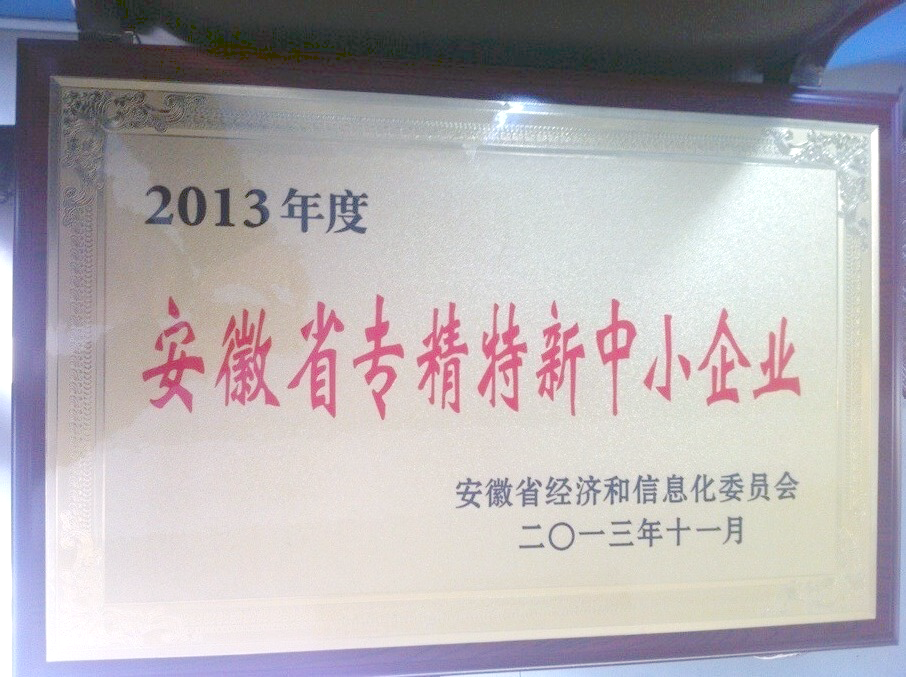 2013年度
安徽省专精特新中小企业
安徽省经济和信息化委员会
二〇一三年十一月